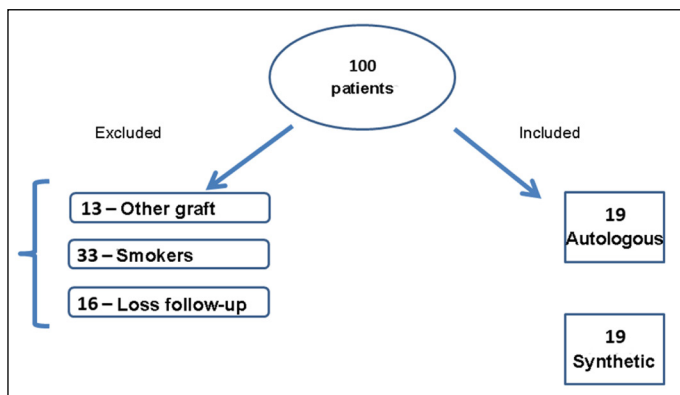 100
patients
Excluded
Included
13 – Other graft
33 – Smokers
16 – Loss follow-up
19
Autologous
19
Synthetic